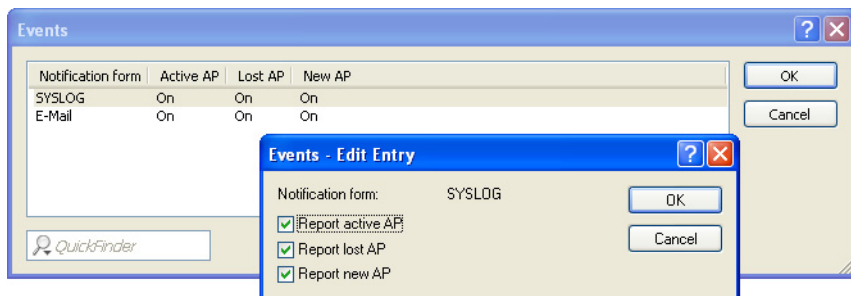 Events
Notification form Active AP Lost AP New AP
SYSLOG On On On
E-Mail On On On
OK
Cancel
QuickFinder
Events - Edit Entry
Notification form: SYSLOG
Report active AP
Report lost AP
Report new AP
OK
Cancel